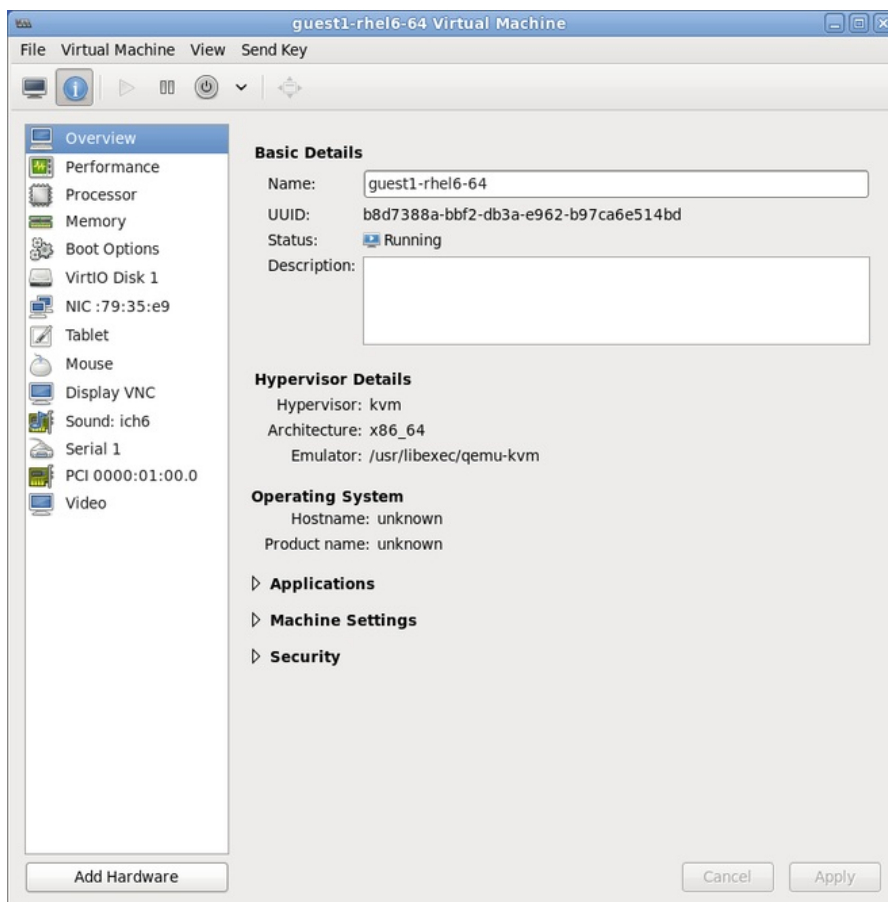 guest1-rhel6-64 Virtual Machine
File Virtual Machine View Send Key
Overview
Performance
Processor
Memory
Boot Options
VirtIO Disk 1
NIC :79:35:e9
Tablet
Mouse
Display VNC
Sound: ich6
Serial 1
PCI 0000:01:00.0
Video
Add Hardware
Basic Details
Name: guest1-rhel6-64
UUID: b8d7388a-bbf2-db3a-e962-b97ca6e514bd
Status: Running
Description:
Hypervisor Details
Hypervisor: kvm
Architecture: x86_64
Emulator: /usr/libexec/qemu-kvm
Operating System
Hostname: unknown
Product name: unknown
Applications
Machine Settings
Security
Cancel Apply